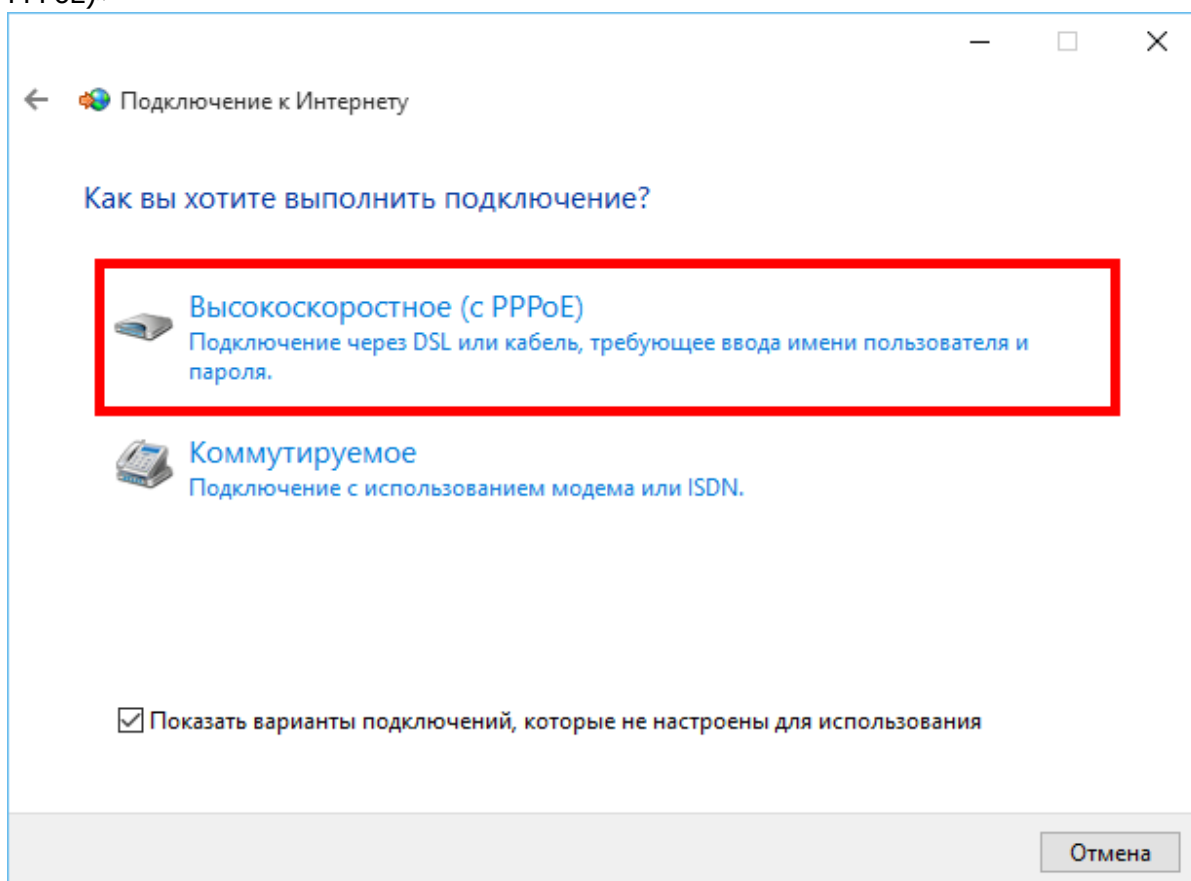 Подключение к Интернету
Как вы хотите выполнить подключение?
Высокоскоростное (с PPPoE)
Подключение через DSL или кабель, требующее ввода имени пользователя и
пароля.
Коммутируемое
Подключение с использованием модема или ISDN.
Показать варианты подключений, которые не настроены для использования
Отмена